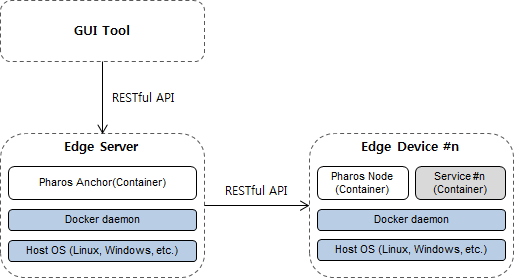 GUI Tool
RESTful API
Edge Server
Pharos Anchor(Container)
Docker daemon
Host OS (Linux, Windows, etc.)
RESTful API
Edge Device #n
Pharos Node
(Container)
Service #n
(Container)
Docker daemon
Host OS (Linux, Windows, etc.)